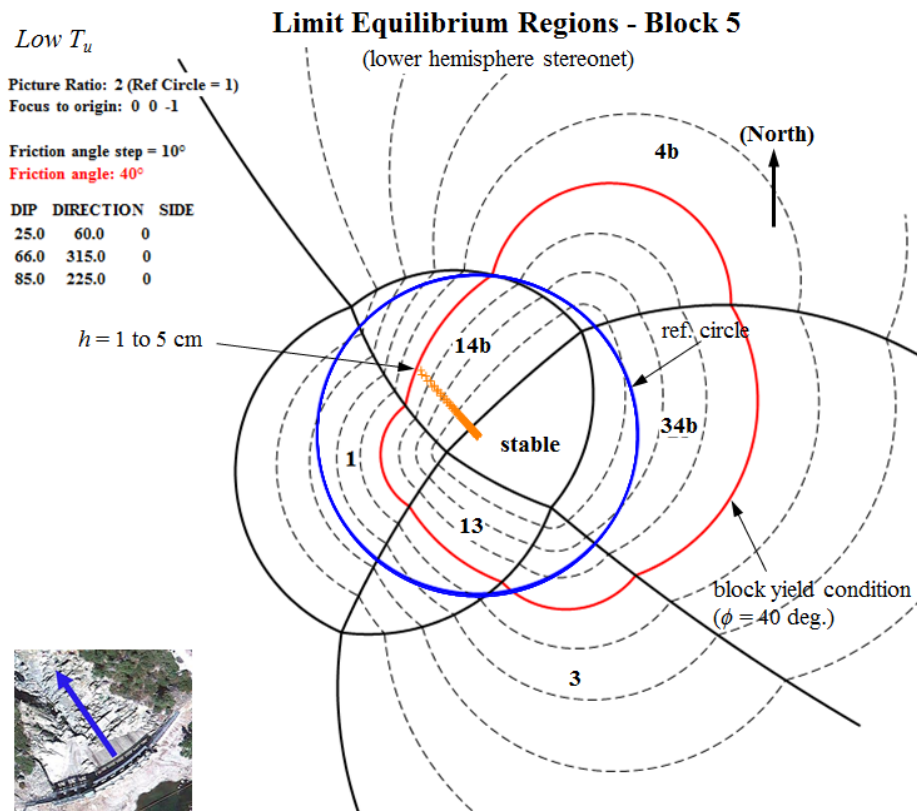 Limit Equilibrium Regions - Block 5
(lower hemisphere stereonet)
Low Tu
Picture Ratio: 2 (Ref Circle = 1)
Focus to origin: 0 0 -1
Friction angle step = 10°
Friction angle: 40°
DIP DIRECTION SIDE
25.0 60.0 0
66.0 315.0 0
85.0 225.0 0
(North)
4b
h = 1 to 5 cm
14b
ref. circle
34b
stable
1
13
block yield condition
(ϕ = 40 deg.)
3